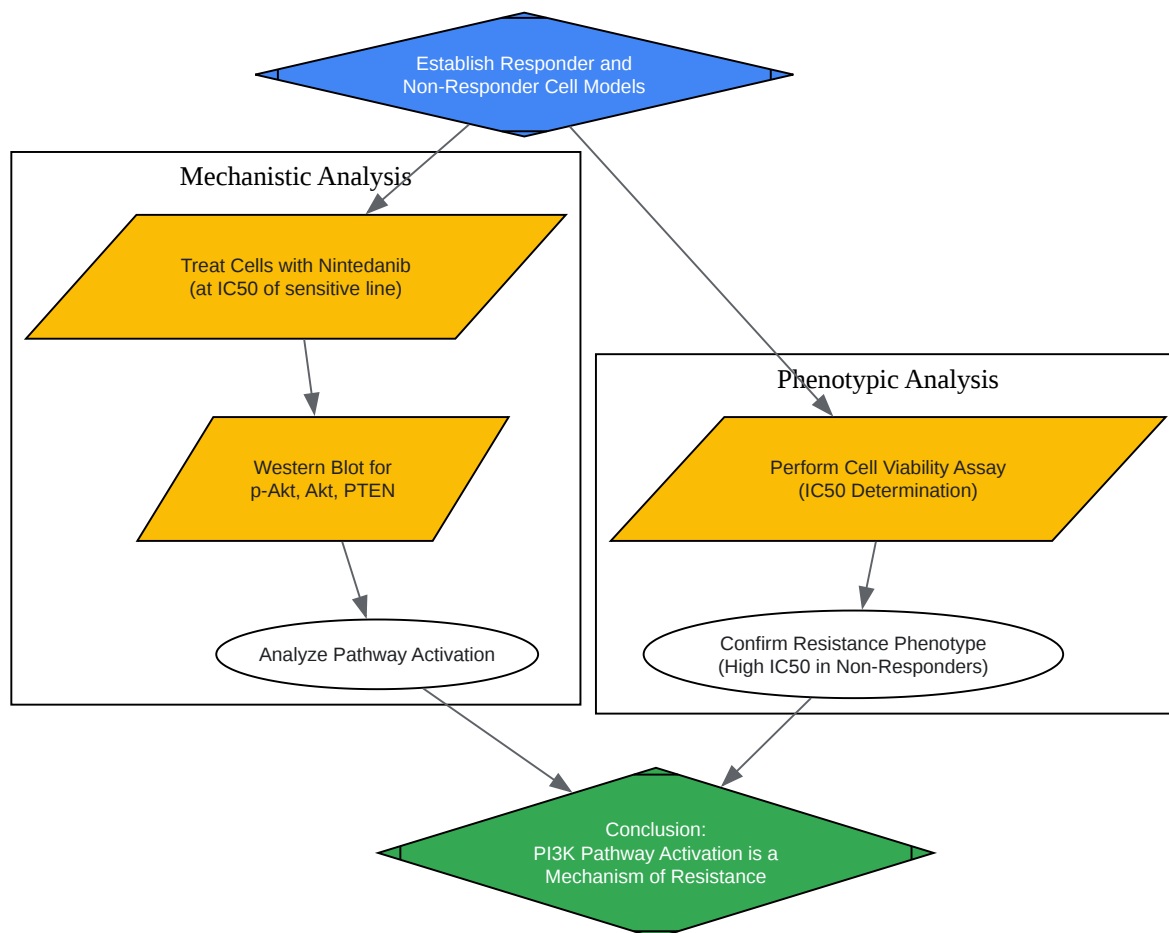 Establish Responder and
Non-Responder Cell Models
Mechanistic Analysis
Treat Cells with Nintedanib
(at IC50 of sensitive line)
Western Blot for
p-Akt, Akt, PTEN
Analyze Pathway Activation
Phenotypic Analysis
Perform Cell Viability Assay
(IC50 Determination)
Confirm Resistance Phenotype
(High IC50 in Non-Responders)
Conclusion:
PI3K Pathway Activation is a
Mechanism of Resistance